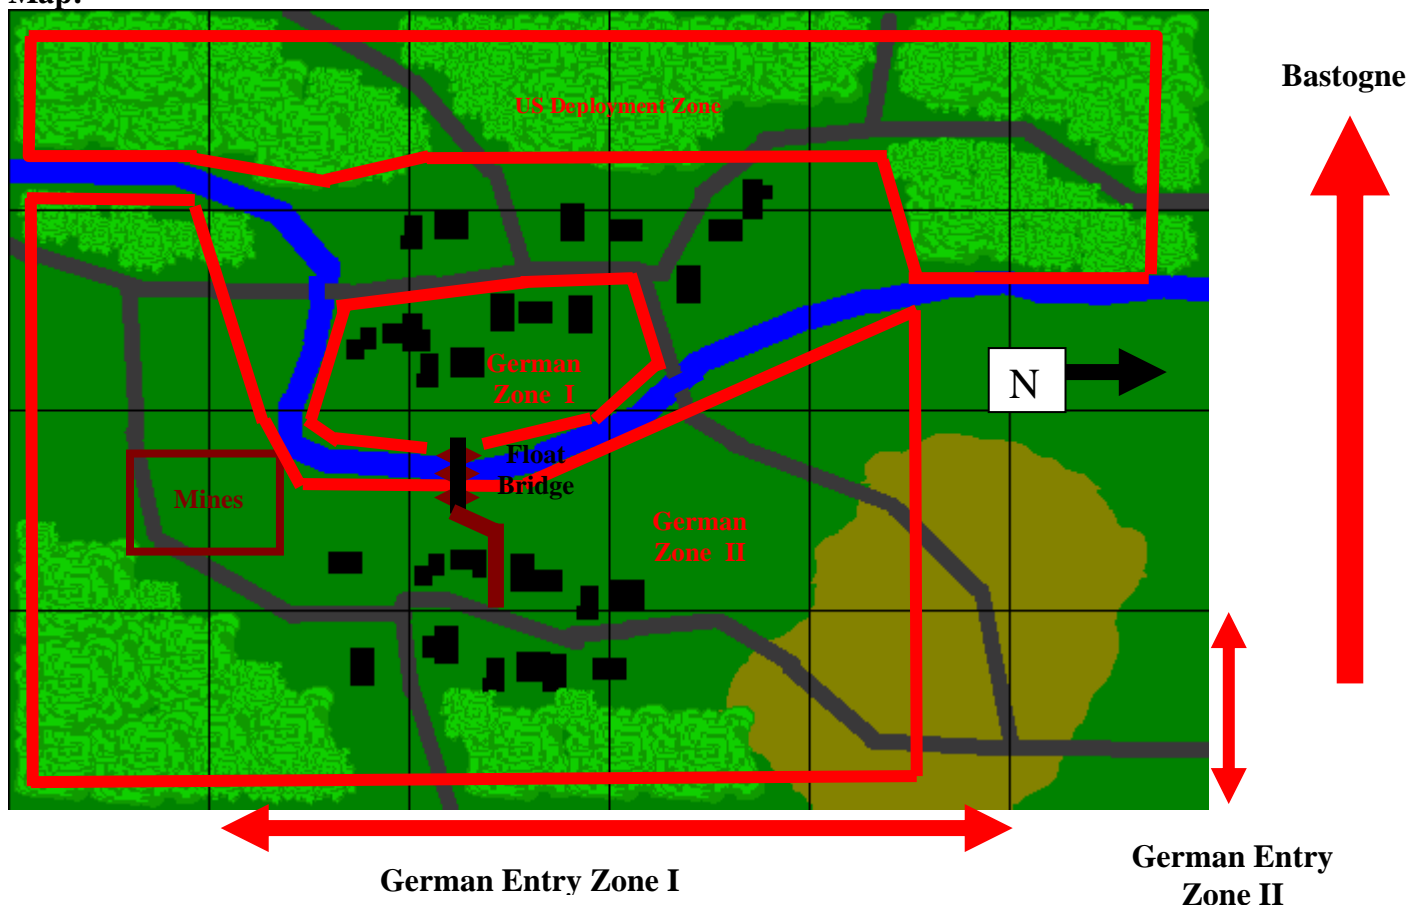 Map:
Bastogne
US Deployment Zone
German
Zone I
N
Float
Bridge
Mines
German
Zone II
German Entry Zone I
German Entry
Zone II